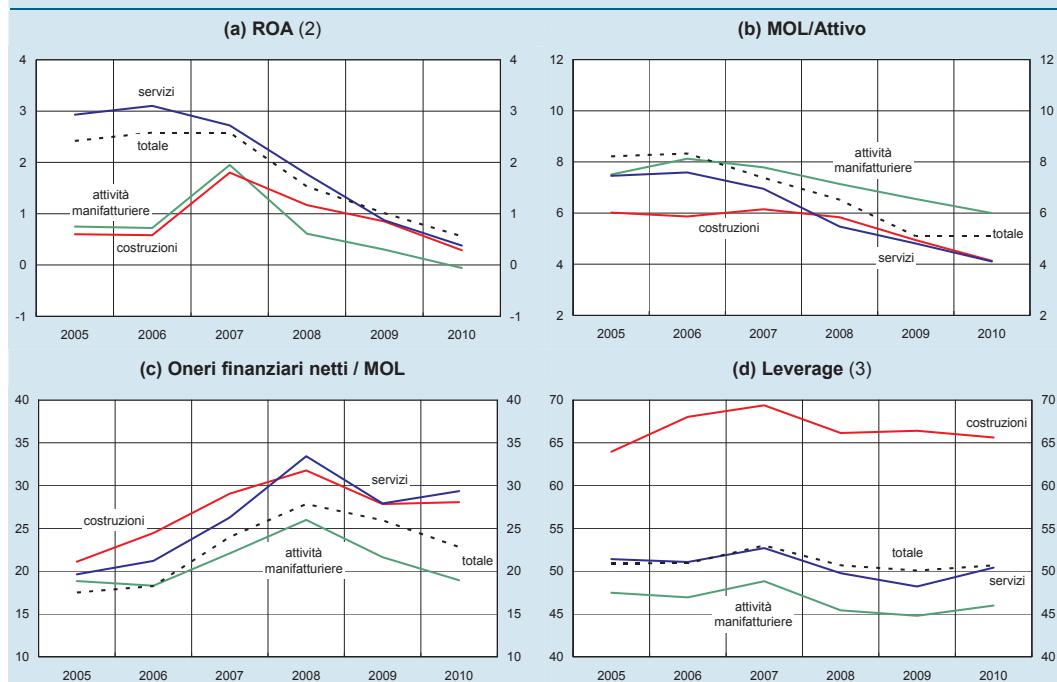 (a) ROA (2)
4
3
2
1
0
-1
4
3
2
1
0
-1
servizi
totale
attività
manifatturiere
costruzioni
2005 2006 2007 2008 2009 2010
(b) MOL/Attivo
12
10
8
6
4
2
12
10
8
6
4
2
attività
manifatturiere
costruzioni
totale
servizi
2005 2006 2007 2008 2009 2010
(c) Oneri finanziari netti / MOL
40
35
30
25
20
15
10
40
35
30
25
20
15
10
servizi
costruzioni
attività
manifatturiere
totale
2005 2006 2007 2008 2009 2010
(d) Leverage (3)
70
65
60
55
50
45
40
70
65
60
55
50
45
40
costruzioni
totale
servizi
attività
manifatturiere
2005 2006 2007 2008 2009 2010